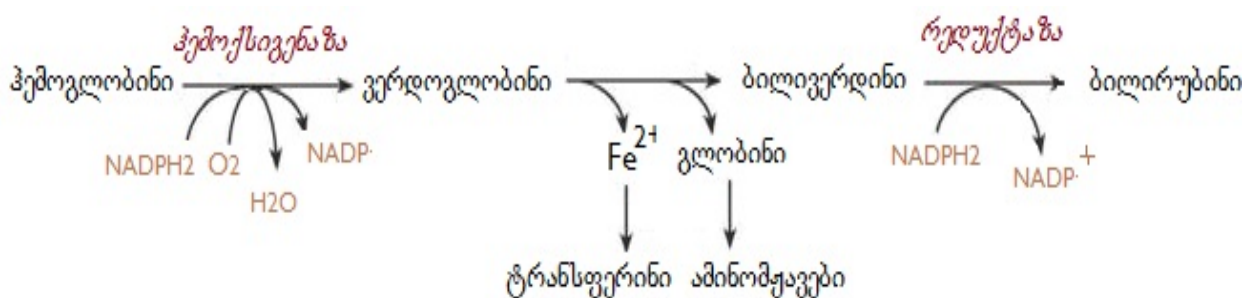 ჰემოქსიგენაზა
რედუქტაზა
ჰემოგლობინი
ვერდოგლობინი
ბილივერდინი
ბილირუბინი
NADPH2
O2
H2O
NADP·
Fe2+
გლობინი
NADPH2
NADP·+
ტრანსფერინი
ამინომჟავები